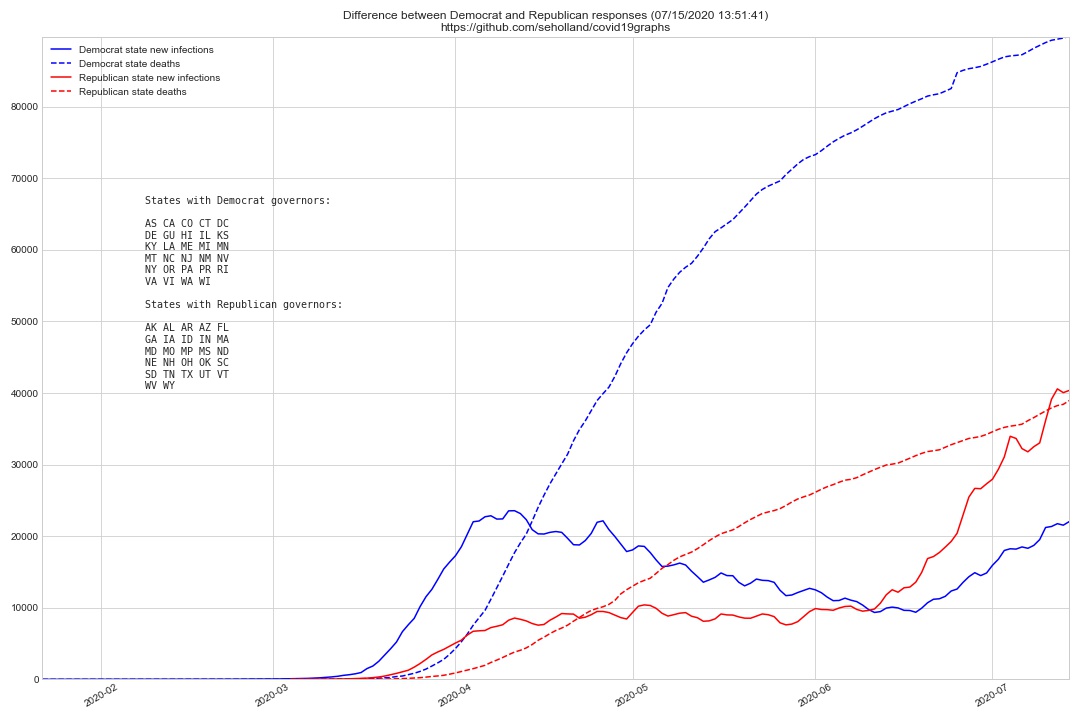 Difference between Democrat and Republican responses (07/15/2020 13:51:41)
https://github.com/seholland/covid19graphs
Democrat state new infections
Democrat state deaths
Republican state new infections
Republican state deaths
80000
70000
60000
50000
40000
30000
20000
10000
0
States with Democrat governors:
AS CA CO CT DC
DE GU HI IL KS
KY LA ME MI MN
MT NC NJ NM NV
NY OR PA PR RI
VA VI WA WI
States with Republican governors:
AK AL AR AZ FL
GA IA ID IN MA
MD MO MP MS ND
NE NH OH OK SC
SD TN TX UT VT
WV WY
2020-02
2020-03
2020-04
2020-05
2020-06
2020-07